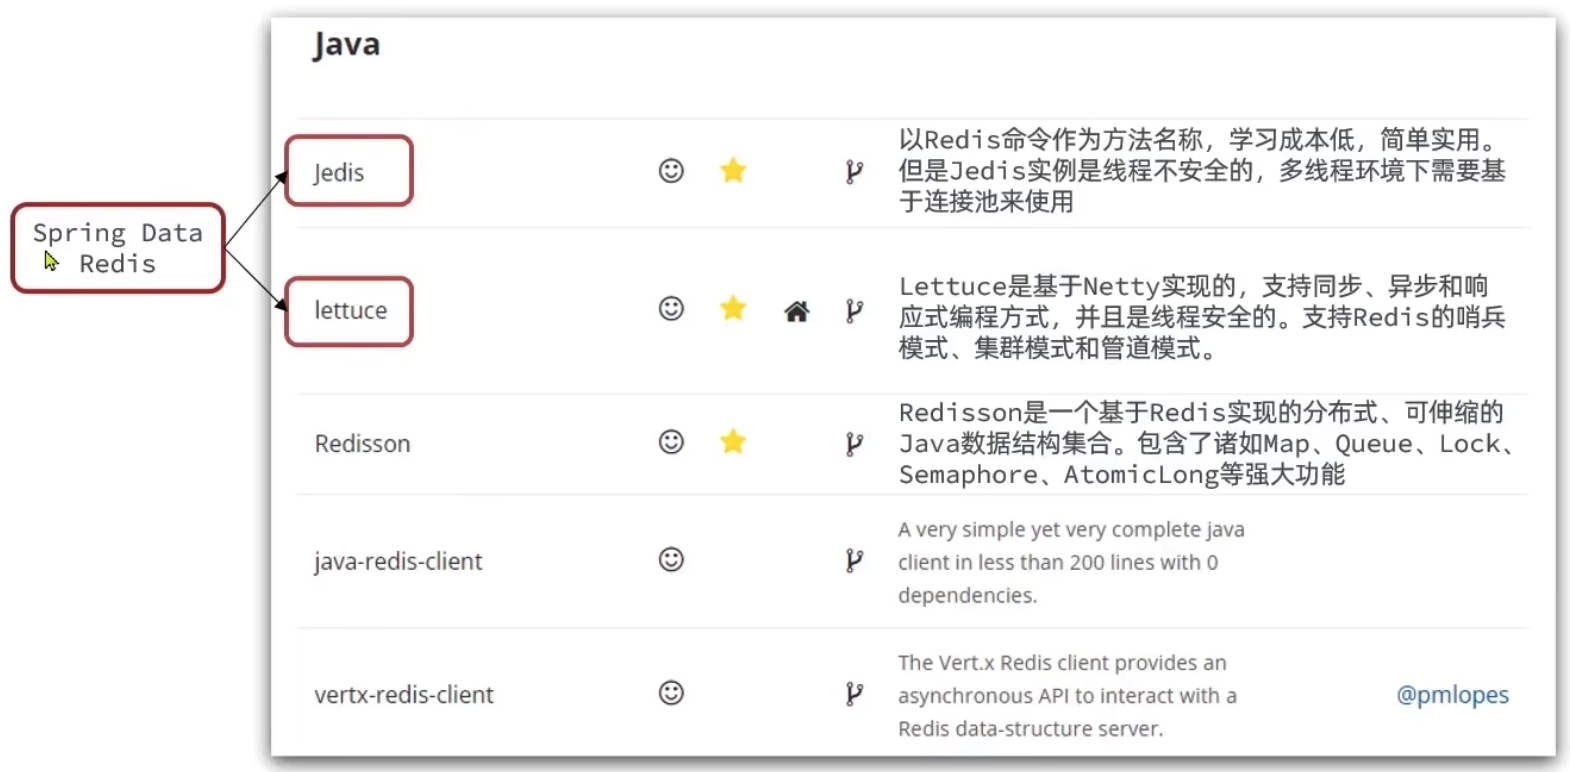 Java
Spring Data
Redis
Jedis
以Redis命令作为方法名称，学习成本低，简单实用。
但是Jedis实例是线程不安全的，多线程环境下需要基
于连接池来使用
lettuce
Lettuce是基于Netty实现的，支持同步、异步和响
应式编程方式，并且是线程安全的。支持Redis的哨兵
模式、集群模式和管道模式。
Redisson
Redisson是一个基于Redis实现的分布式、可伸缩的
Java数据结构集合。包含了诸如Map、Queue、Lock、
Semaphore、AtomicLong等强大功能
java-redis-client
A very simple yet very complete java
client in less than 200 lines with 0
dependencies.
vertx-redis-client
The Vert.x Redis client provides an
asynchronous API to interact with a
Redis data-structure server.
@pmlopes